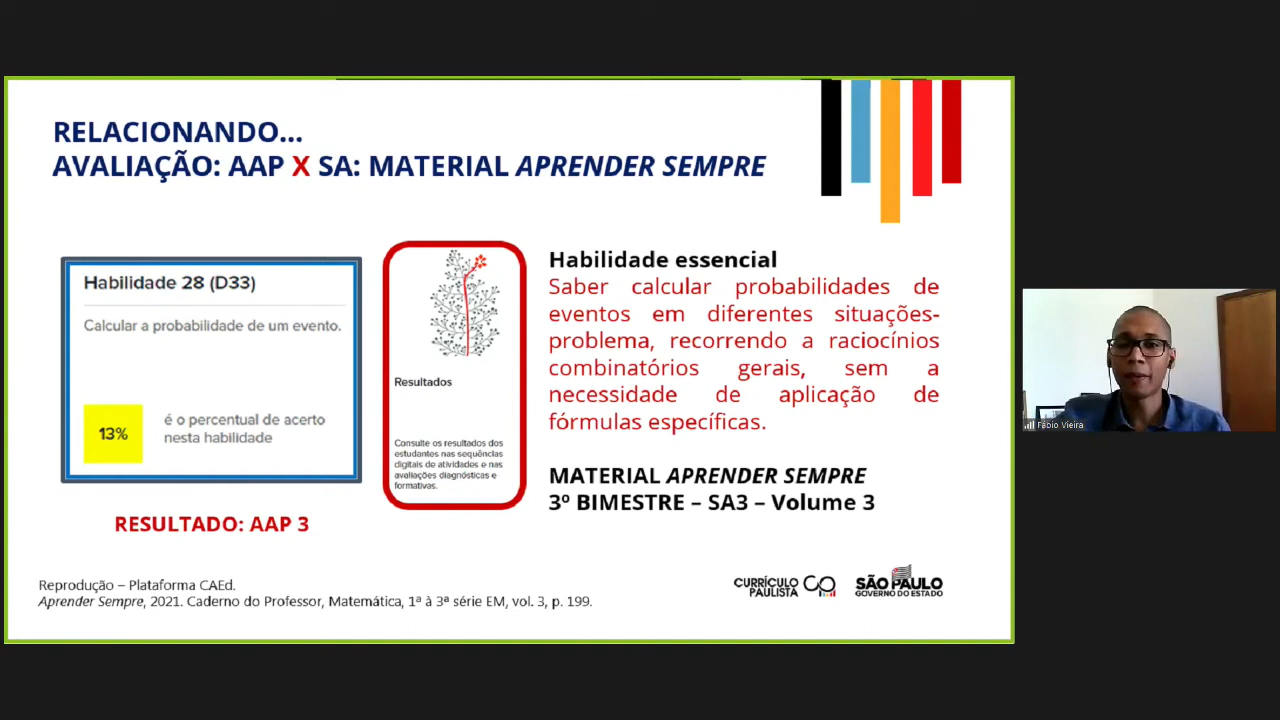 RELACIONANDO...
AVALIAÇÃO: AAP X SA: MATERIAL APRENDER SEMPRE
Habilidade 28 (D33)
Calcular a probabilidade de um evento.
13%
é o percentual de acerto
nesta habilidade
RESULTADO: AAP 3
Resultados
Consulte os resultados dos
estudantes nas sequências
digitais de atividades e nas
avaliações diagnósticas e
formativas.
Habilidade essencial
Saber calcular probabilidades de
eventos em diferentes situações-
problema, recorrendo a raciocínios
combinatórios gerais, sem a
necessidade de aplicação de
fórmulas específicas.
MATERIAL APRENDER SEMPRE
3º BIMESTRE – SA3 – Volume 3
Reprodução – Plataforma CAEd.
Aprender Sempre, 2021. Caderno do Professor, Matemática, 1ª à 3ª série EM, vol. 3, p. 199.
CURRÍCULO
PAULISTA
SÃO PAULO
GOVERNO DO ESTADO
Fábio Vieira